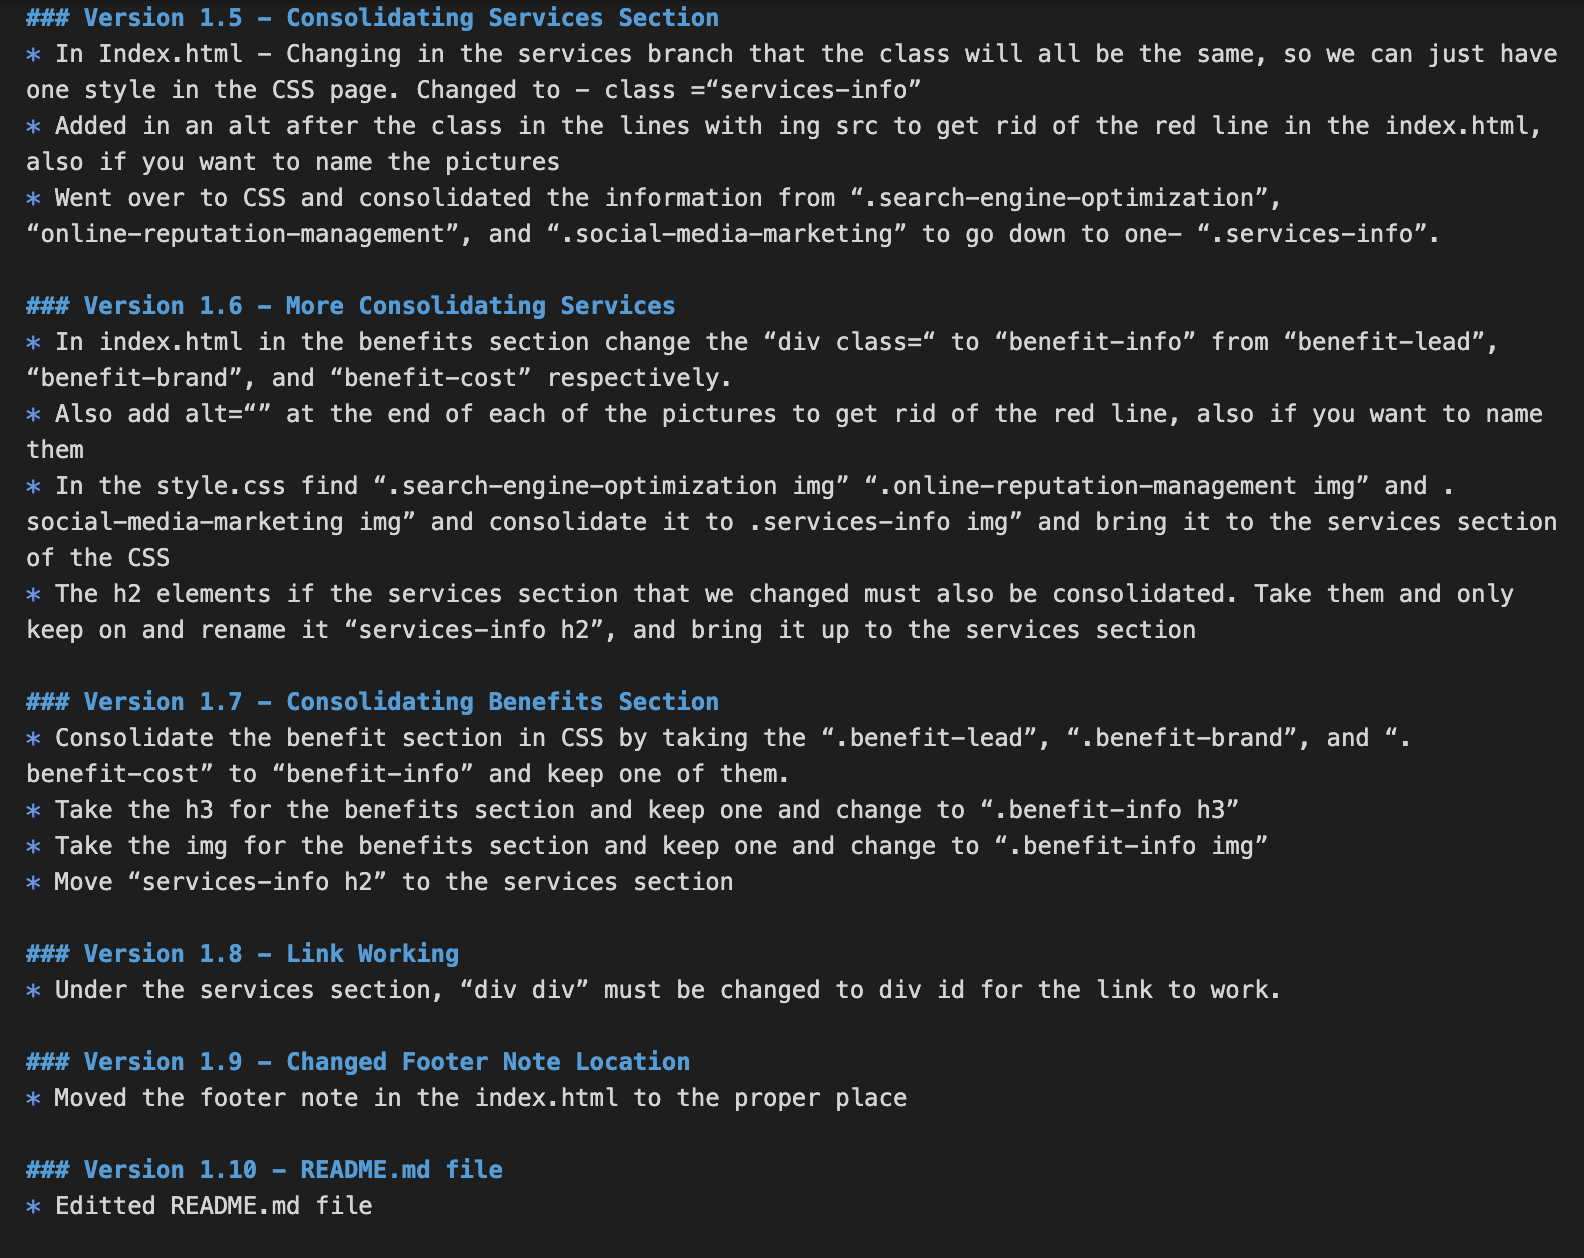 ### Version 1.5 – Consolidating Services Section
* In Index.html – Changing in the services branch that the class will all be the same, so we can just have
one style in the CSS page. Changed to – class =“services-info”
* Added in an alt after the class in the lines with ing src to get rid of the red line in the index.html,
also if you want to name the pictures
* Went over to CSS and consolidated the information from “.search-engine-optimization”,
“online-reputation-management”, and “.social-media-marketing” to go down to one– “.services-info”.

### Version 1.6 – More Consolidating Services
* In index.html in the benefits section change the “div class=“ to “benefit-info” from “benefit-lead”,
“benefit-brand”, and “benefit-cost” respectively.
* Also add alt=“” at the end of each of the pictures to get rid of the red line, also if you want to name
them
* In the style.css find “.search-engine-optimization img” “.online-reputation-management img” and .
social-media-marketing img” and consolidate it to .services-info img” and bring it to the services section
of the CSS
* The h2 elements if the services section that we changed must also be consolidated. Take them and only
keep on and rename it “services-info h2”, and bring it up to the services section

### Version 1.7 – Consolidating Benefits Section
* Consolidate the benefit section in CSS by taking the “.benefit-lead”, “.benefit-brand”, and “.
benefit-cost” to “benefit-info” and keep one of them.
* Take the h3 for the benefits section and keep one and change to “.benefit-info h3”
* Take the img for the benefits section and keep one and change to “.benefit-info img”
* Move “services-info h2” to the services section

### Version 1.8 – Link Working
* Under the services section, “div div” must be changed to div id for the link to work.

### Version 1.9 – Changed Footer Note Location
* Moved the footer note in the index.html to the proper place

### Version 1.10 – README.md file
* Editted README.md file